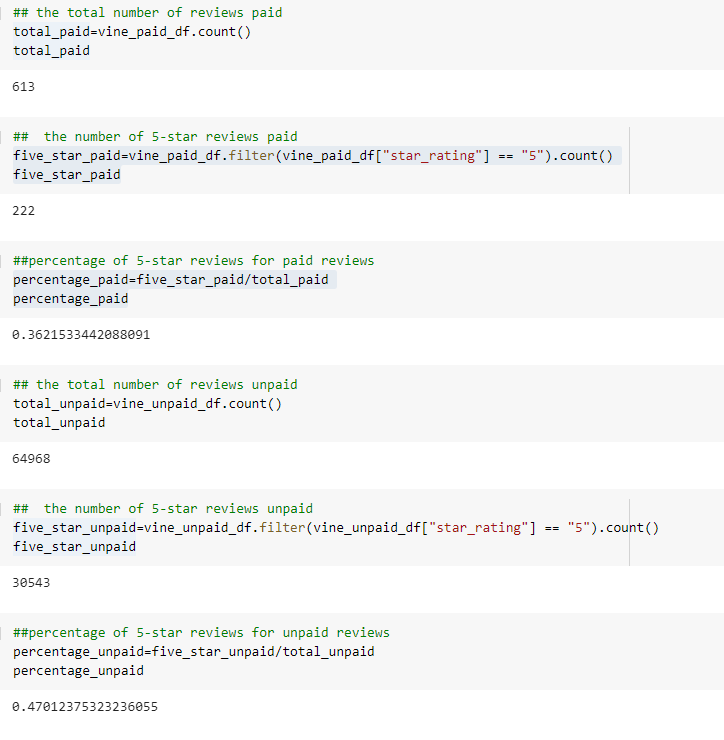 ## the total number of reviews paid
total_paid=vine_paid_df.count()
total_paid
613
##  the number of 5-star reviews paid
five_star_paid=vine_paid_df.filter(vine_paid_df["star_rating"] == "5").count()
five_star_paid
222
##percentage of 5-star reviews for paid reviews
percentage_paid=five_star_paid/total_paid
percentage_paid
0.3621533442088091
## the total number of reviews unpaid
total_unpaid=vine_unpaid_df.count()
total_unpaid
64968
##  the number of 5-star reviews unpaid
five_star_unpaid=vine_unpaid_df.filter(vine_unpaid_df["star_rating"] == "5").count()
five_star_unpaid
30543
##percentage of 5-star reviews for unpaid reviews
percentage_unpaid=five_star_unpaid/total_unpaid
percentage_unpaid
0.47012375323236055